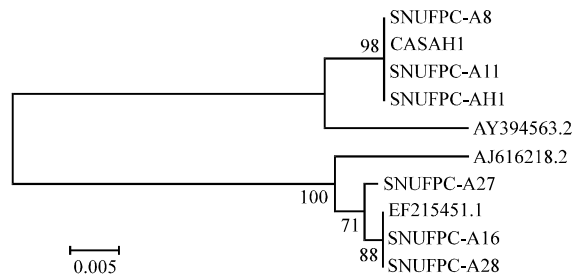 SNUFPC-A8
98
CASAH1
SNUFPC-A11
SNUFPC-AH1
AY394563.2
AJ616218.2
100
SNUFPC-A27
71
EF215451.1
SNUFPC-A16
88
SNUFPC-A28
0.005